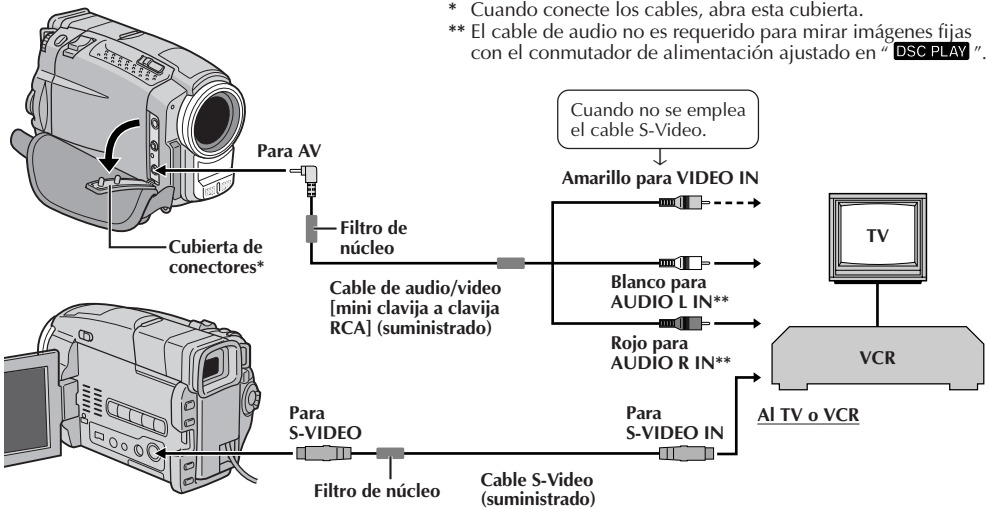 * Cuando conecte los cables, abra esta cubierta.
** El cable de audio no es requerido para mirar imágenes fijas
con el conmutador de alimentación ajustado en “ DSC PLAY ”.
Cuando no se emplea
el cable S-Video.
Para AV
Amarillo para VIDEO IN
Filtro de
núcleo
TV
Cubierta de
conectores*
Cable de audio/video
[mini clavija a clavija
RCA] (suministrado)
Blanco para
AUDIO L IN**
Rojo para
AUDIO R IN**
VCR
Para
S-VIDEO
Para
S-VIDEO IN
Al TV o VCR
Filtro de núcleo
Cable S-Video
(suministrado)